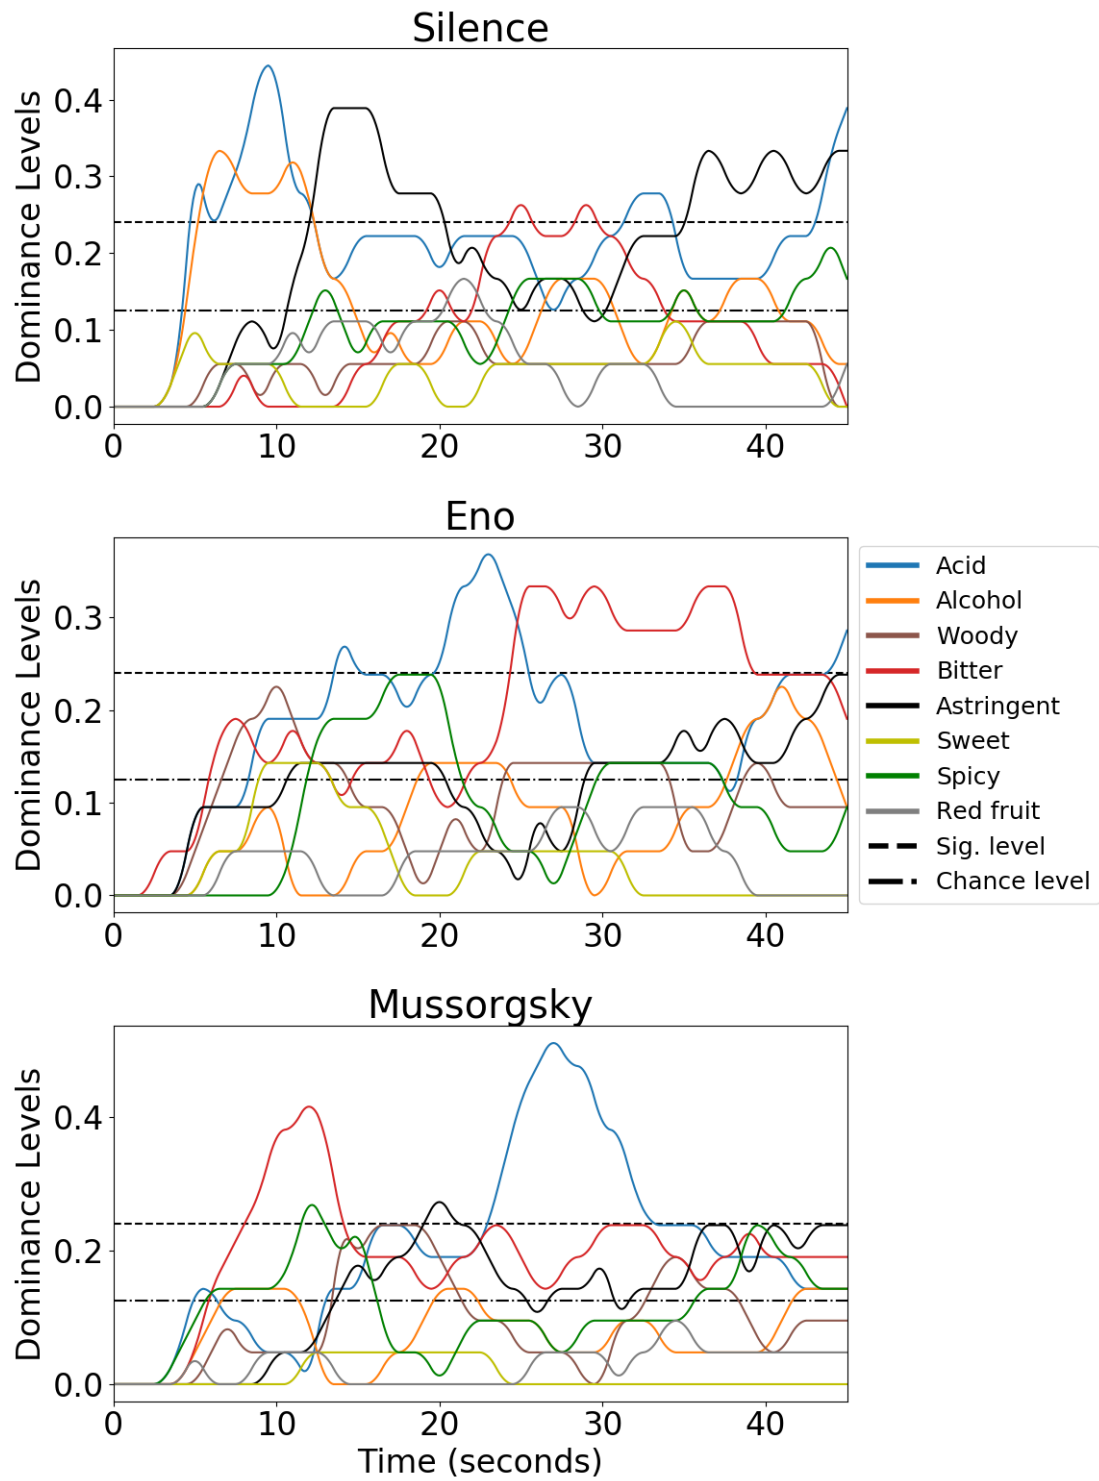 Silence
Dominance Levels
0.4
0.3
0.2
0.1
0.0
0 10 20 30 40
Eno
Dominance Levels
0.3
0.2
0.1
0.0
0 10 20 30 40
Acid
Alcohol
Woody
Bitter
Astringent
Sweet
Spicy
Red fruit
Sig. level
Chance level
Mussorgsky
Dominance Levels
0.4
0.2
0.0
0 10 20 30 40
Time (seconds)